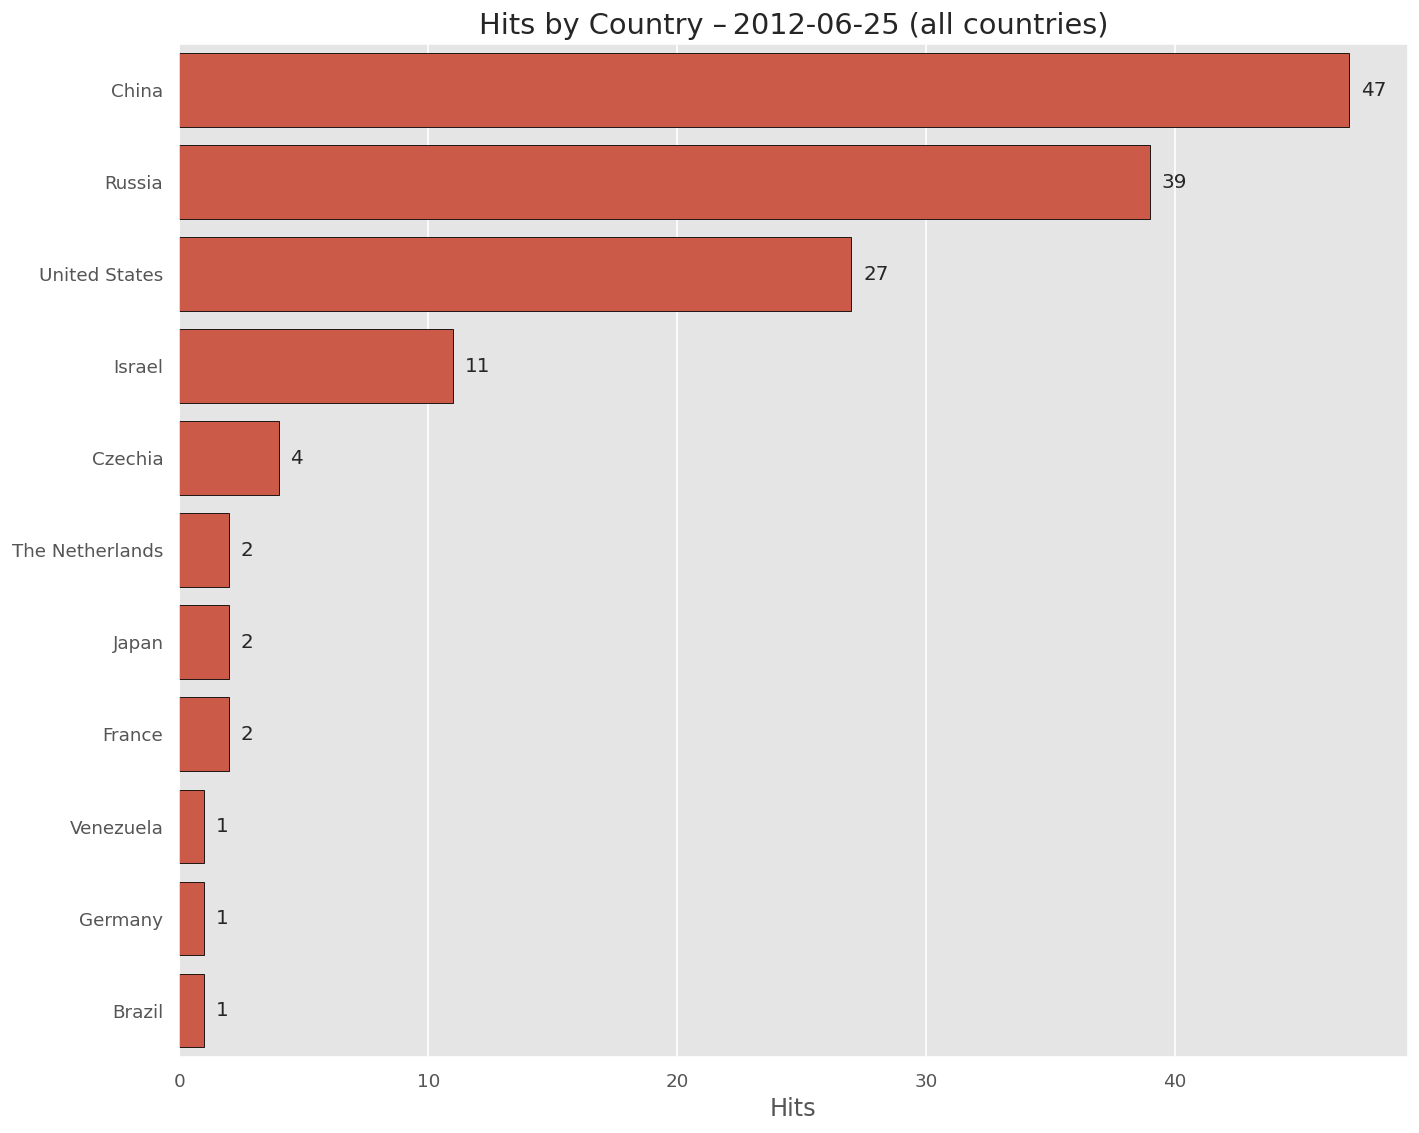 Hits by Country – 2012-06-25 (all countries)
China 47
Russia 39
United States 27
Israel 11
Czechia 4
The Netherlands 2
Japan 2
France 2
Venezuela 1
Germany 1
Brazil 1
0 10 20 30 40
Hits